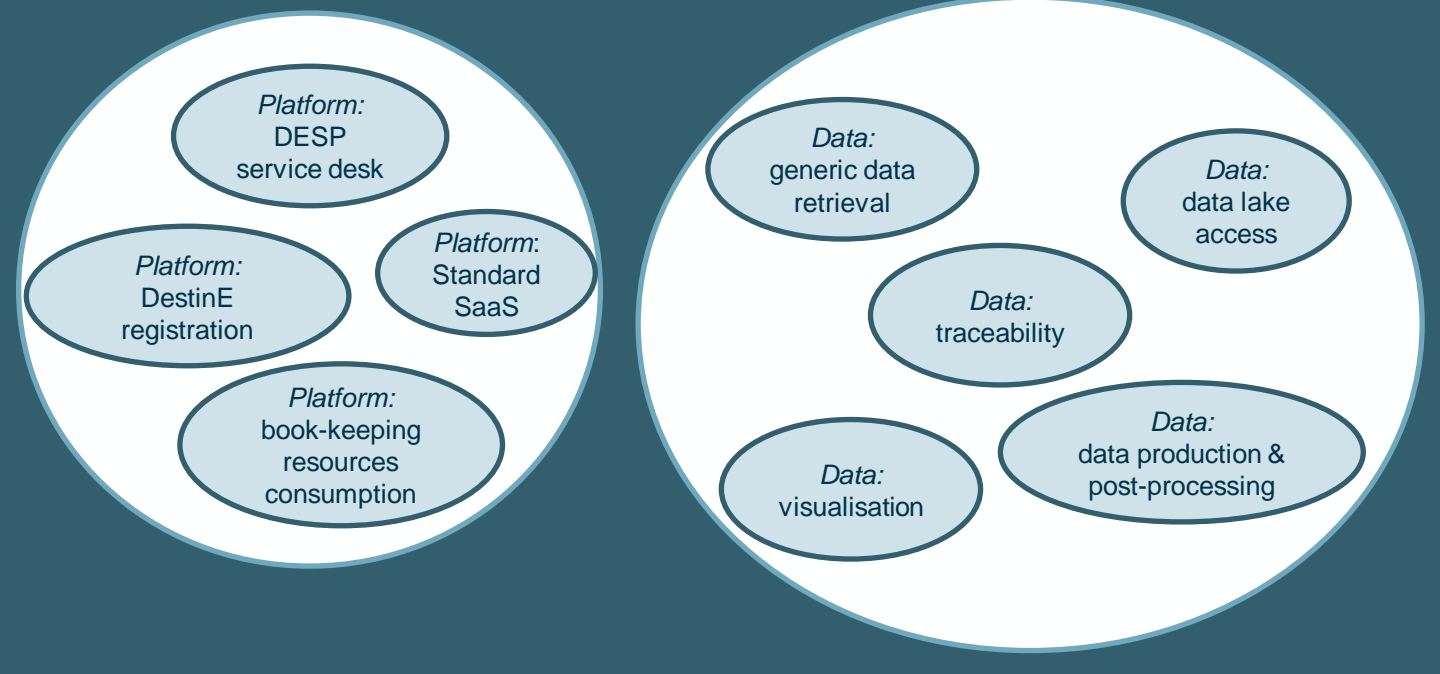 Platform:
DESP
service desk
Platform:
Standard
SaaS
Platform:
DestinE
registration
Platform:
book-keeping
resources
consumption
Data:
generic data
retrieval
Data:
data lake
access
Data:
traceability
Data:
data production &
post-processing
Data:
visualisation